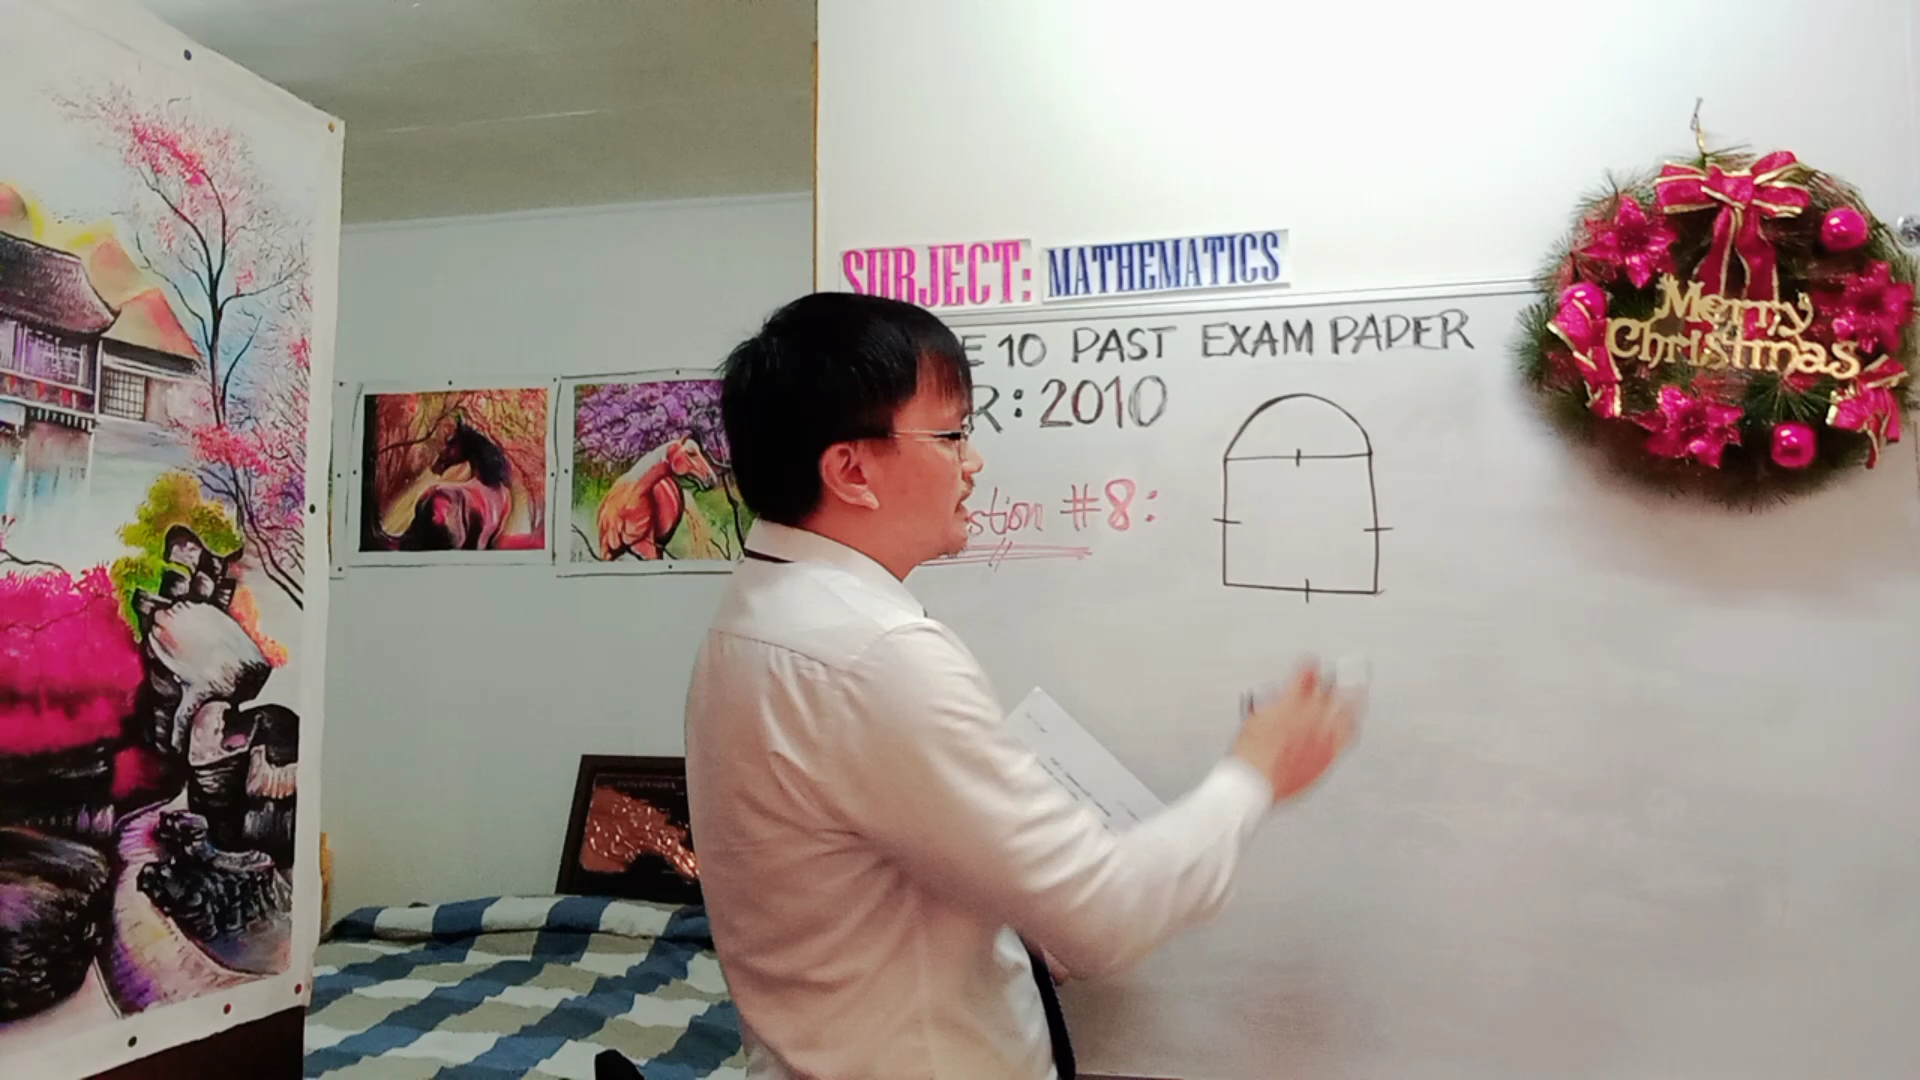 SUBJECT: MATHEMATICS
E 10 PAST EXAM PAPER
R: 2010
stion #8:
Merry
Christmas